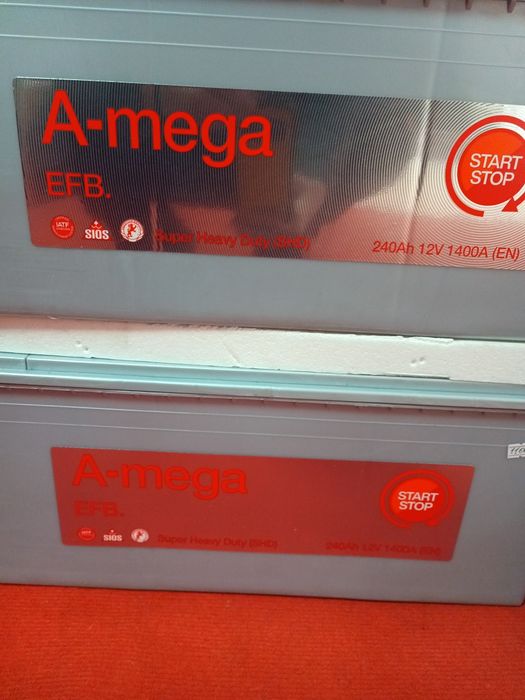 A-mega
EFB.
START
STOP
IATF
SIOS
Super Heavy Duty (SHD)
240Ah 12V 1400A (EN)
A-mega
EFB.
START
STOP
SIOS
Super Heavy Duty (SHD)
240Ah 12V 1400A (EN)